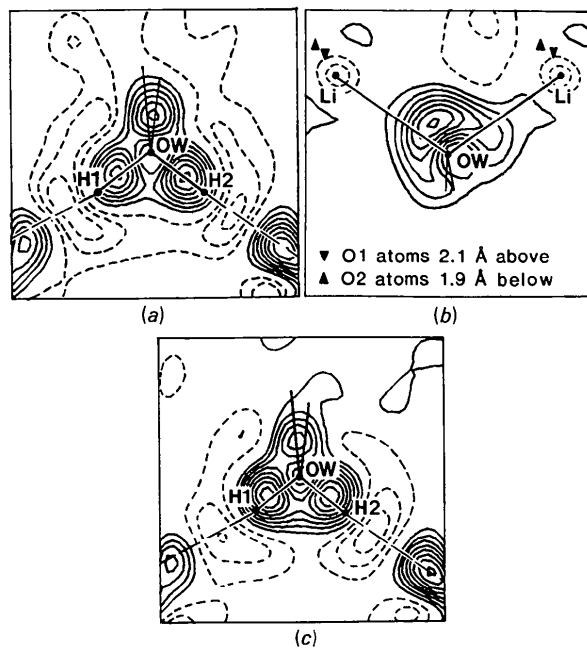 OW
H1
H2
(a)
Li
Li
OW
▼ O1 atoms 2.1 Å above
▲ O2 atoms 1.9 Å below
(b)
OW
H1
H2
(c)